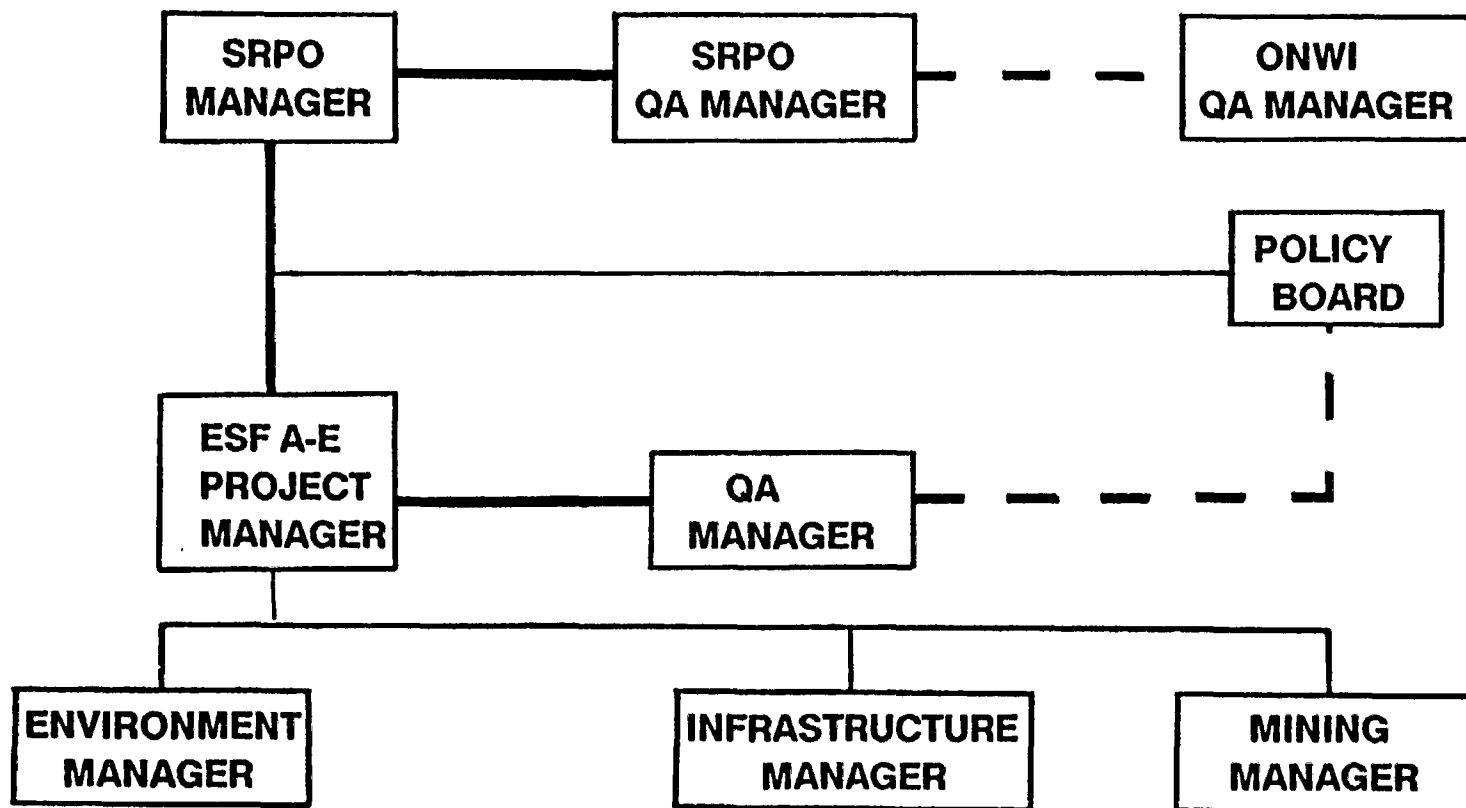 SRPO
MANAGER
SRPO
QA MANAGER
ONWI
QA MANAGER
POLICY
BOARD
ESF A-E
PROJECT
MANAGER
QA
MANAGER
ENVIRONMENT
MANAGER
INFRASTRUCTURE
MANAGER
MINING
MANAGER